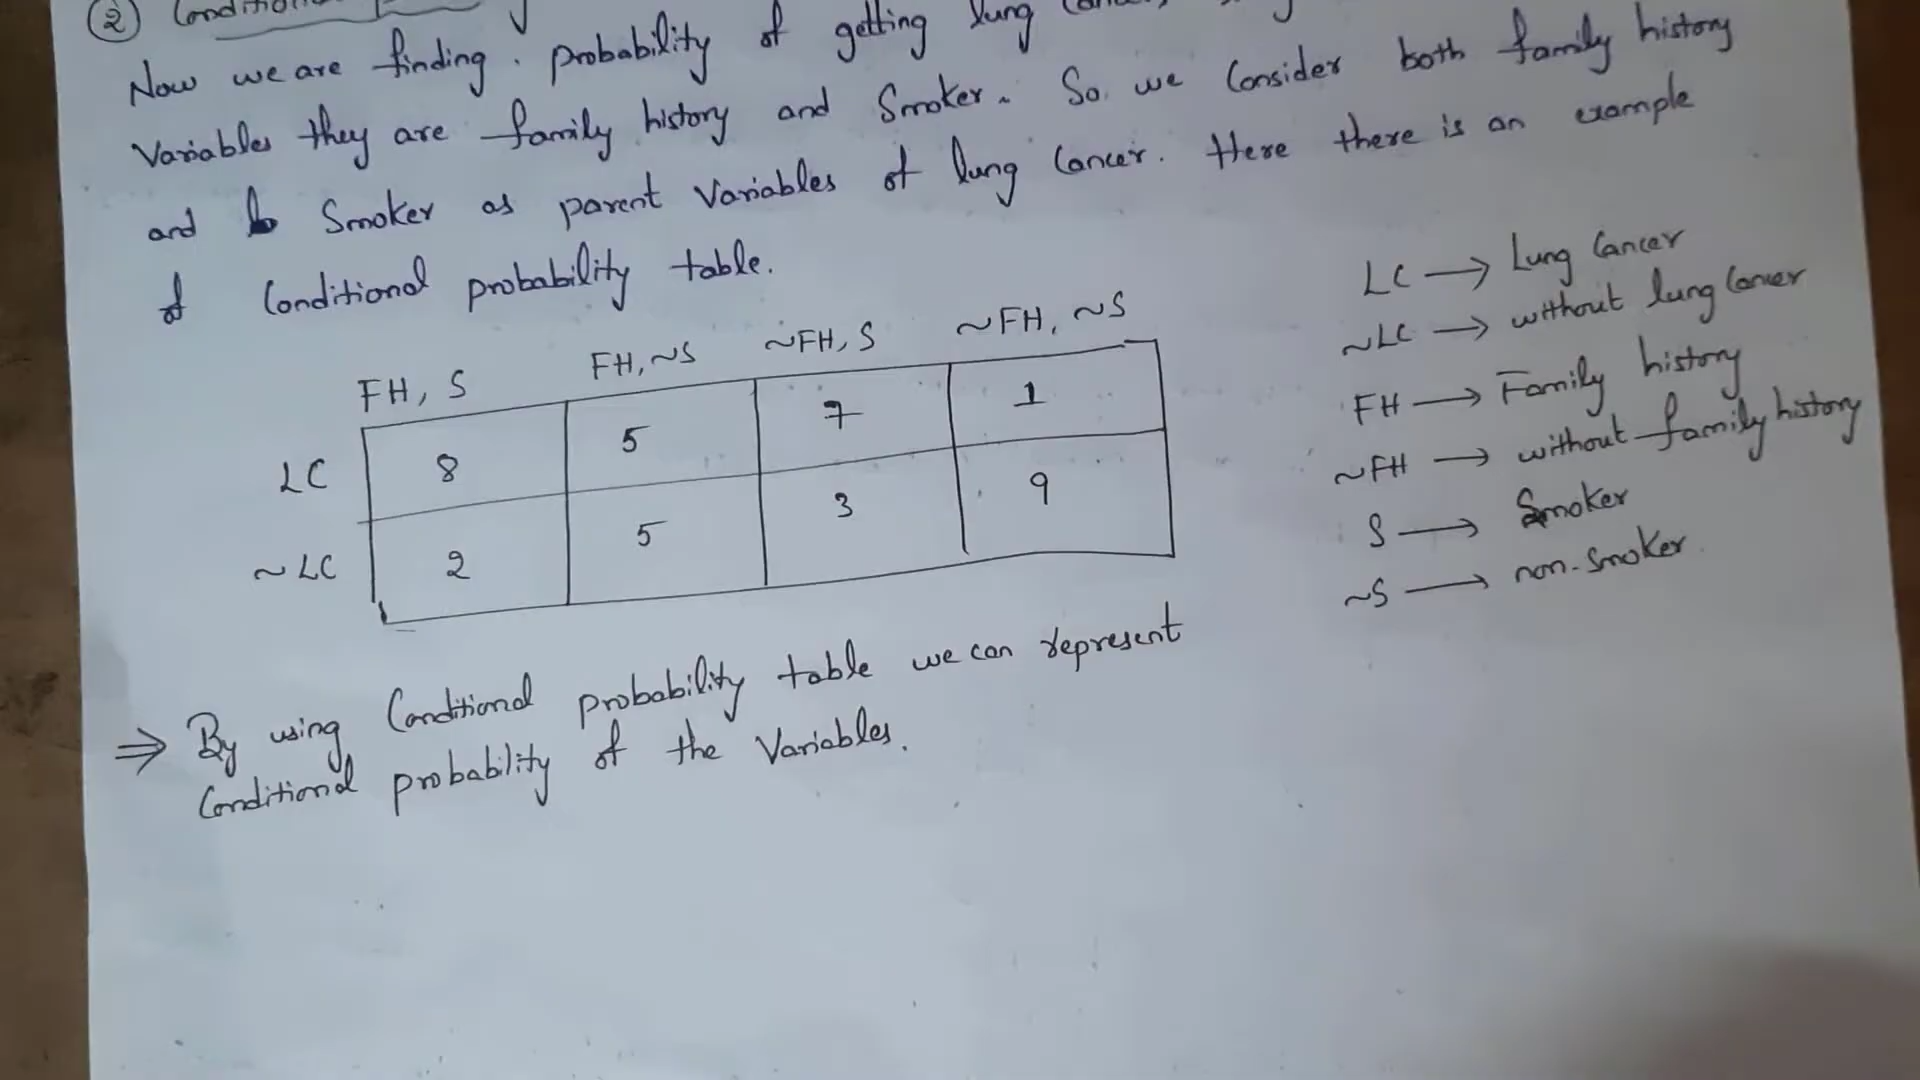 ②
Now we are finding . probability of getting lung
Variables they are family history and Smoker. So we Consider both family history
and Smoker as parent Variables of lung Cancer. Here there is an example
of Conditional probability table.
FH, S FH, ~S ~FH, S ~FH, ~S
LC 8 5 7 1
~LC 2 5 3 9
LC → Lung Cancer
~LC → without lung Cancer
FH → Family history
~FH → without family history
S → Smoker
~S → non-smoker
⇒ By using Conditional probability table we can represent
Conditional probability of the Variables.